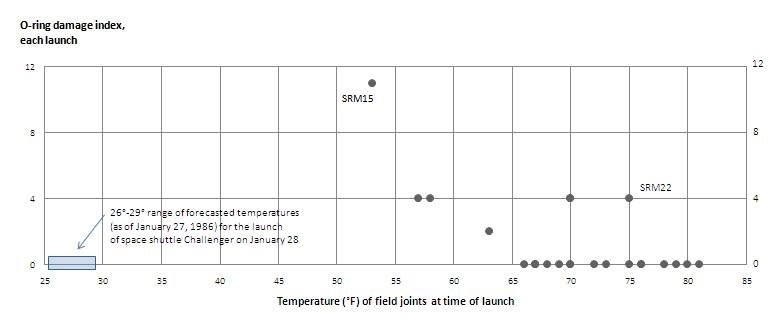 O-ring damage index,
each launch
12
12
SRM15
8
8
SRM22
4
4
26°-29° range of forecasted temperatures
(as of January 27, 1986) for the launch
of space shuttle Challenger on January 28
0
0
25 30 35 40 45 50 55 60 65 70 75 80 85
Temperature (°F) of field joints at time of launch